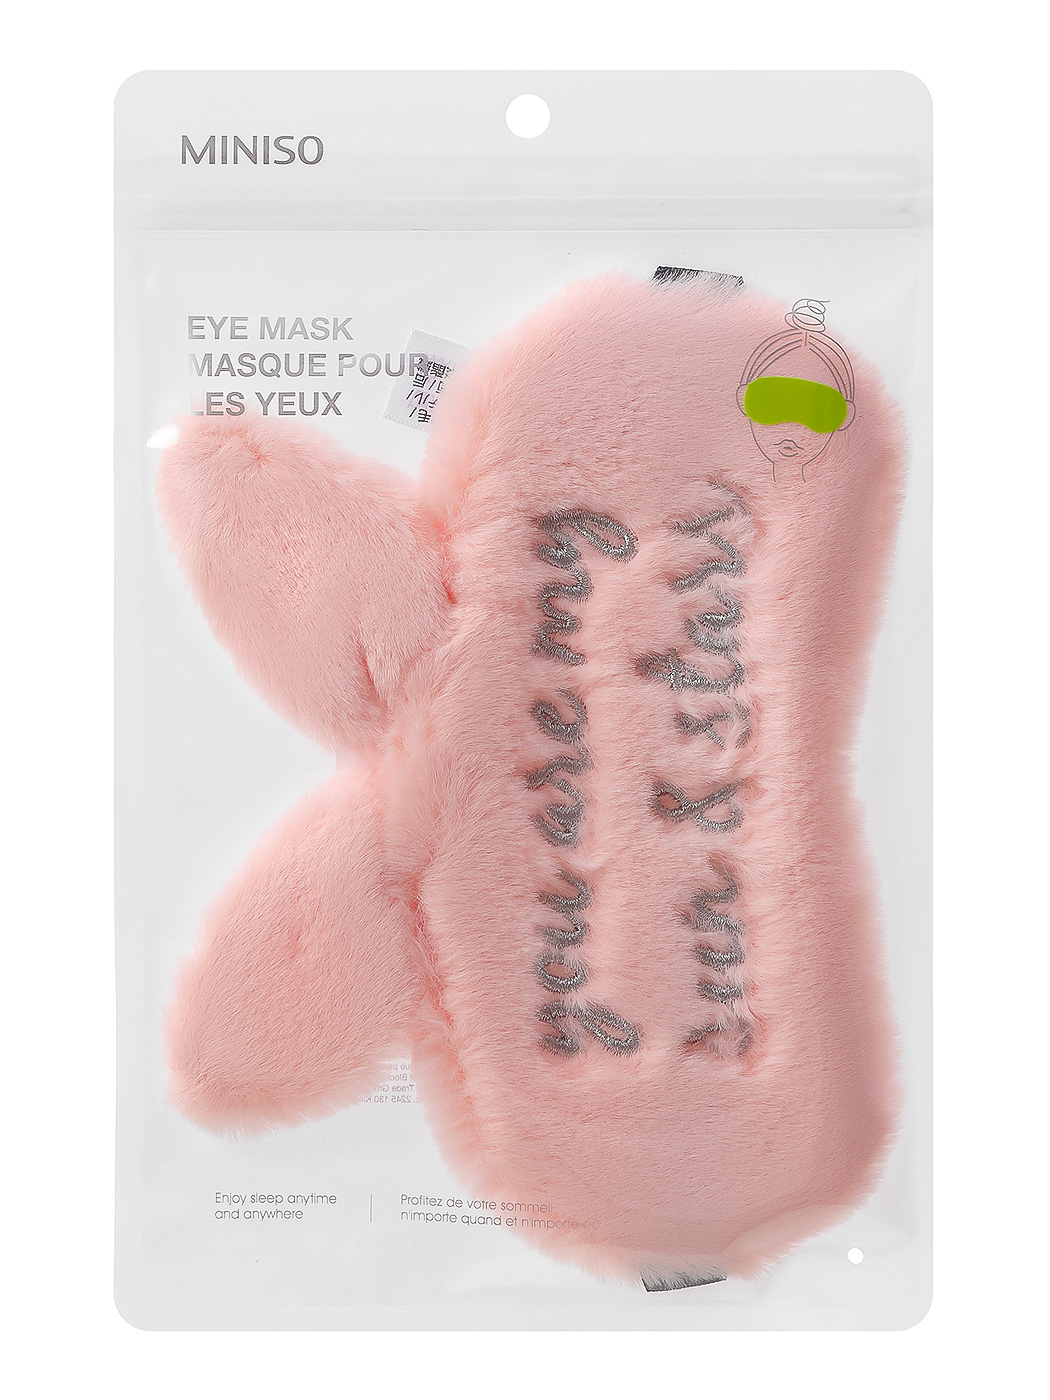 MINISO
EYE MASK
MASQUE POUR
LES YEUX
you are my
sun & stars
Enjoy sleep anytime
and anywhere
Profitez de votre sommeil
n'importe quand et n'importe où